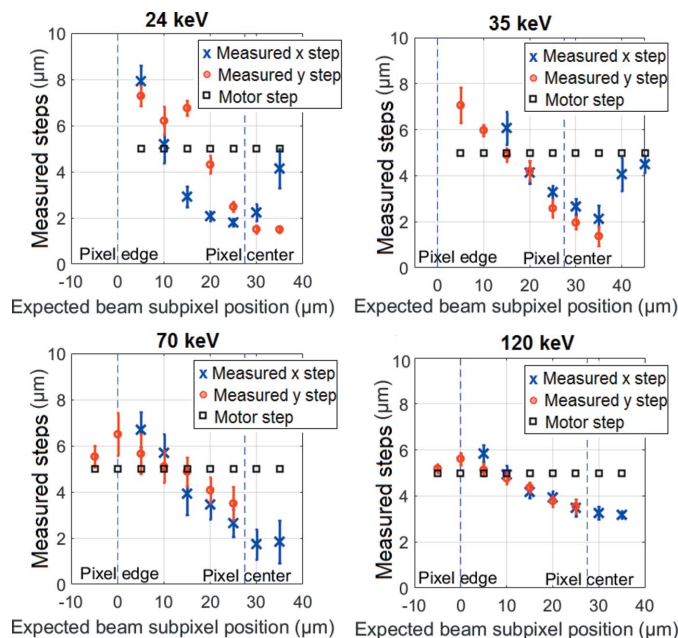 24 keV
10
8
6
4
2
0
Measured steps (µm)
Measured x step
Measured y step
Motor step
Pixel edge
Pixel center
-10 0 10 20 30 40
Expected beam subpixel position (µm)
35 keV
10
8
6
4
2
0
Measured steps (µm)
Measured x step
Measured y step
Motor step
Pixel edge
Pixel center
0 10 20 30 40
Expected beam subpixel position (µm)
70 keV
10
8
6
4
2
0
Measured steps (µm)
Measured x step
Measured y step
Motor step
Pixel edge
Pixel center
-10 0 10 20 30 40
Expected beam subpixel position (µm)
120 keV
10
8
6
4
2
0
Measured steps (µm)
Measured x step
Measured y step
Motor step
Pixel edge
Pixel center
-10 0 10 20 30 40
Expected beam subpixel position (µm)